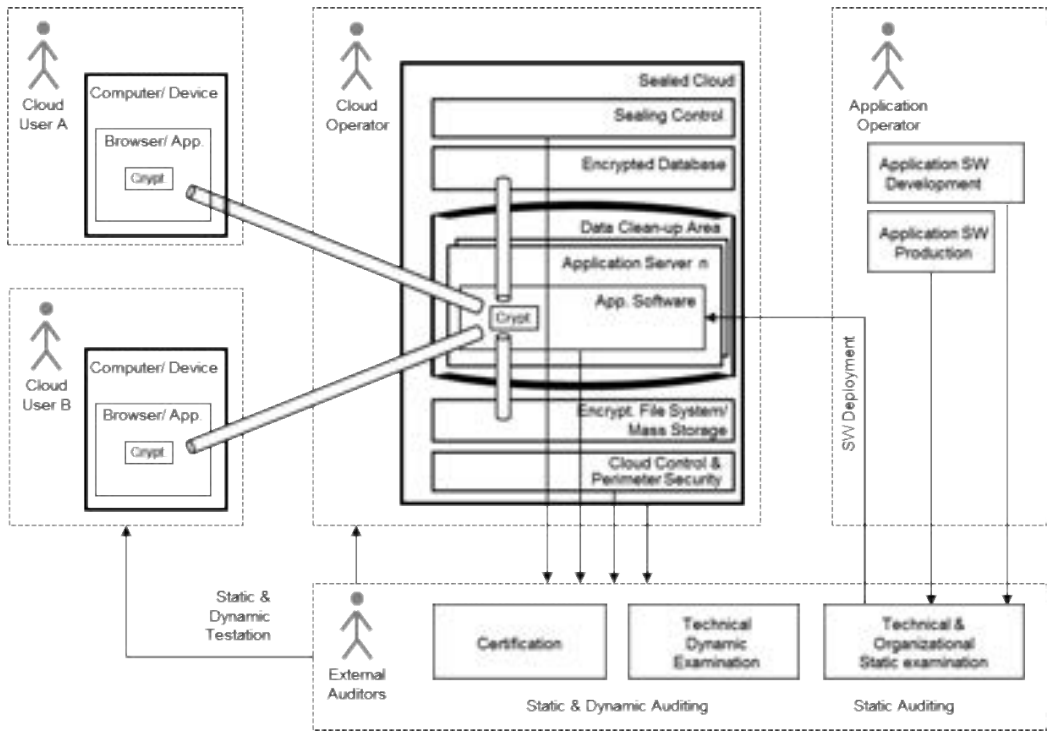 Cloud
User A
Computer/ Device
Browser/ App.
Crypt
Cloud
User B
Computer/ Device
Browser/ App.
Crypt
Cloud
Operator
Sealed Cloud
Sealing Control
Encrypted Database
Data Clean-up Area
Application Server n
App. Software
Crypt
Encrypt. File System/
Mass Storage
Cloud Control &
Perimeter Security
Application
Operator
Application SW
Development
Application SW
Production
SW Deployment
Static &
Dynamic
Testation
External
Auditors
Certification
Technical
Dynamic
Examination
Technical &
Organizational
Static examination
Static & Dynamic Auditing
Static Auditing